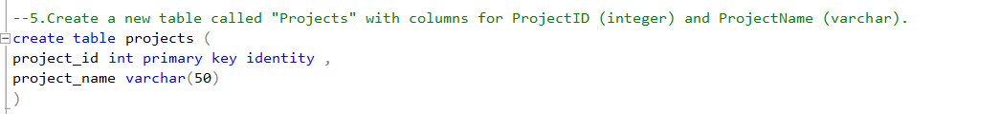 --5.Create a new table called "Projects" with columns for ProjectID (integer) and ProjectName (varchar).
create table projects (
project_id int primary key identity ,
project_name varchar(50)
)